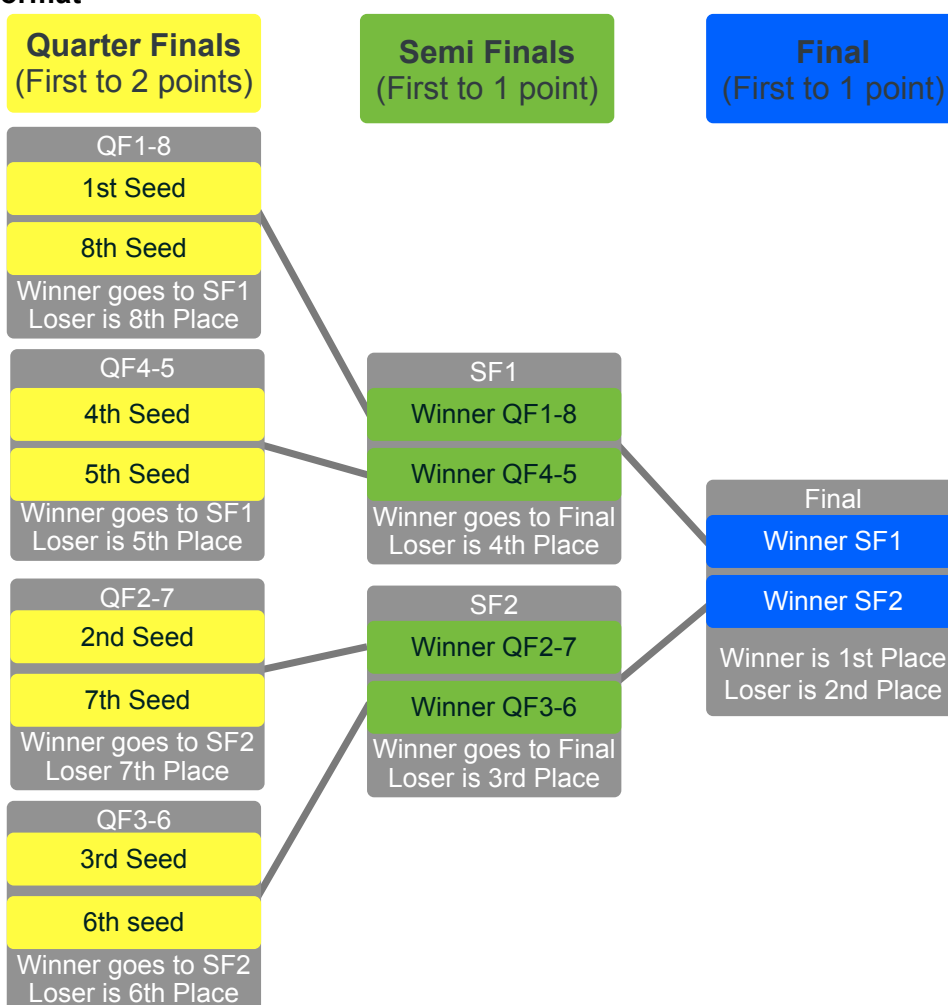 Quarter Finals
(First to 2 points)
Semi Finals
(First to 1 point)
Final
(First to 1 point)
QF1-8
1st Seed
8th Seed
Winner goes to SF1
Loser is 8th Place
QF4-5
4th Seed
5th Seed
Winner goes to SF1
Loser is 5th Place
QF2-7
2nd Seed
7th Seed
Winner goes to SF2
Loser 7th Place
QF3-6
3rd Seed
6th seed
Winner goes to SF2
Loser is 6th Place
SF1
Winner QF1-8
Winner QF4-5
Winner goes to Final
Loser is 4th Place
SF2
Winner QF2-7
Winner QF3-6
Winner goes to Final
Loser is 3rd Place
Final
Winner SF1
Winner SF2
Winner is 1st Place
Loser is 2nd Place